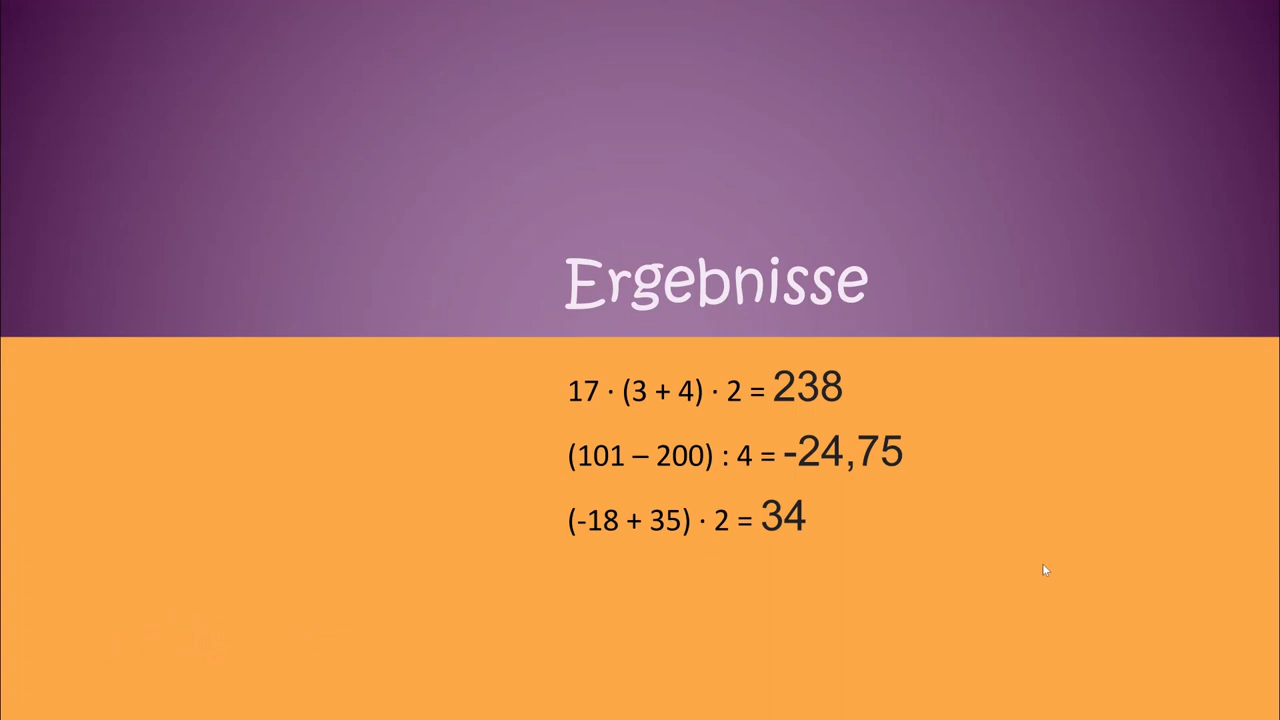 Ergebnisse
17 · (3 + 4) · 2 = 238
(101 – 200) : 4 = -24,75
(-18 + 35) · 2 = 34